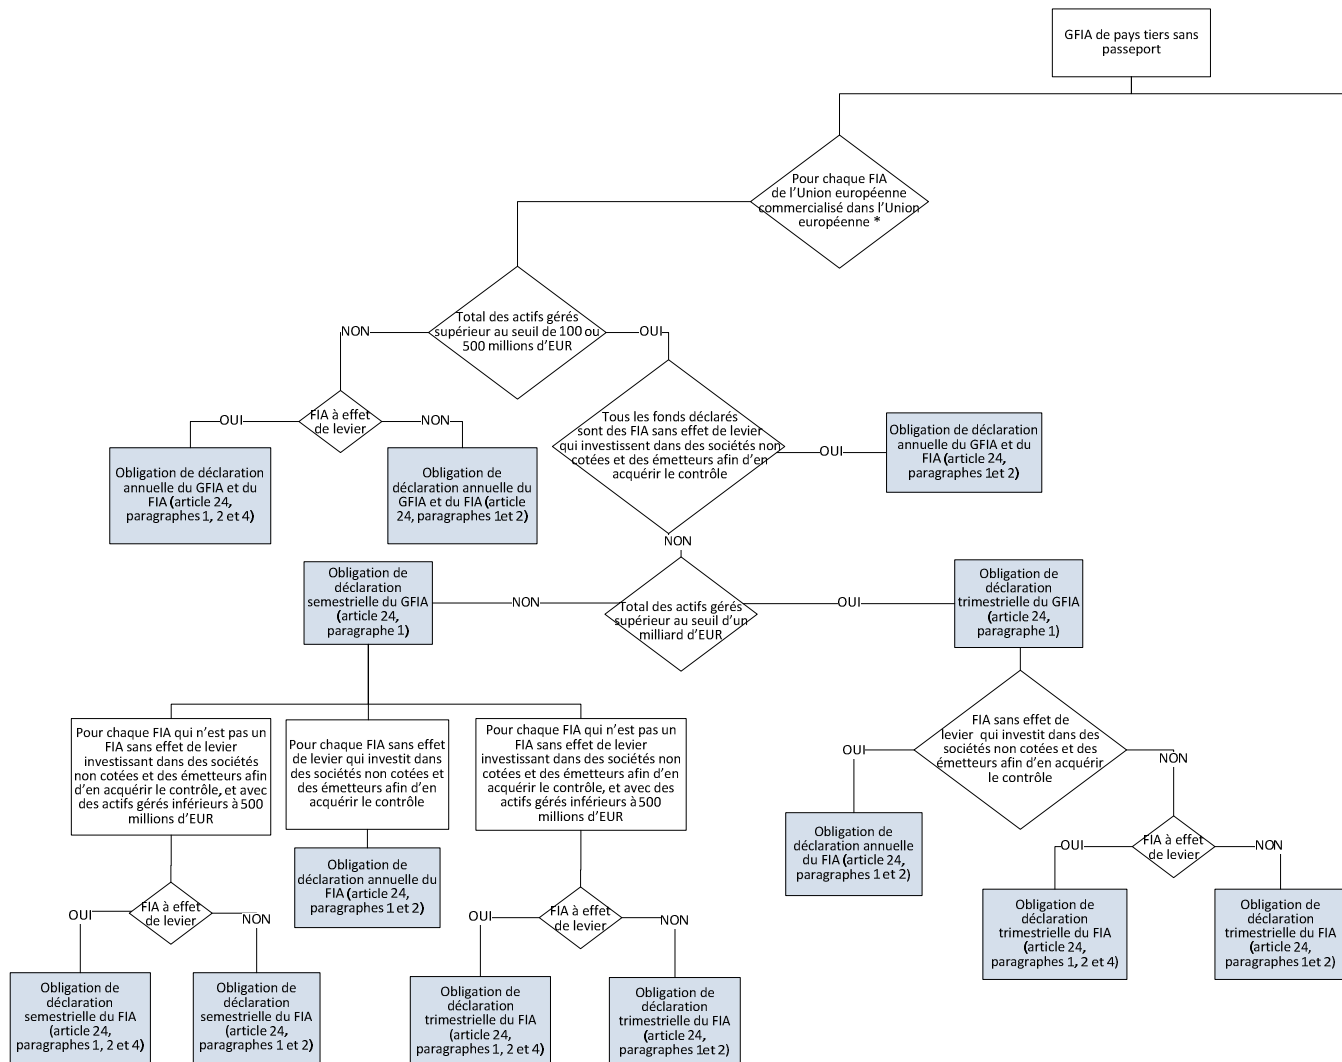 GFIA de pays tiers sans
passeport
Pour chaque FIA
de l’Union européenne
commercialisé dans l’Union
européenne *
Total des actifs gérés
supérieur au seuil de 100 ou
500 millions d’EUR
NON
OUI
FIA à effet
de levier
OUI
NON
Obligation de déclaration
annuelle du GFIA et du
FIA (article 24,
paragraphes 1, 2 et 4)
Obligation de
déclaration annuelle du
GFIA et du FIA (article
24, paragraphes 1et 2)
Tous les fonds déclarés
sont des FIA sans effet de levier
qui investissent dans des sociétés non
cotées et des émetteurs afin d’en
acquérir le contrôle
OUI
Obligation de déclaration
annuelle du GFIA et du
FIA (article 24,
paragraphes 1et 2)
NON
Total des actifs gérés
supérieur au seuil d’un
milliard d’EUR
NON
OUI
Obligation de
déclaration
semestrielle du GFIA
(article 24,
paragraphe 1)
Obligation de
déclaration
trimestrielle du GFIA
(article 24,
paragraphe 1)
Pour chaque FIA qui n’est pas un
FIA sans effet de levier
investissant dans des sociétés
non cotées et des émetteurs afin
d’en acquérir le contrôle, et avec
des actifs gérés inférieurs à 500
millions d’EUR
Pour chaque FIA sans effet
de levier qui investit dans
des sociétés non cotées et
des émetteurs afin d’en
acquérir le contrôle
Pour chaque FIA qui n’est pas un
FIA sans effet de levier
investissant dans des sociétés non
cotées et des émetteurs afin d’en
acquérir le contrôle, et avec des
actifs gérés inférieurs à 500
millions d’EUR
FIA sans effet de
levier qui investit dans des
sociétés non cotées et des
émetteurs afin d’en acquérir
le contrôle
OUI
NON
Obligation de
déclaration annuelle
du FIA (article 24,
paragraphes 1 et 2)
FIA à effet
de levier
OUI
NON
Obligation de
déclaration annuelle du
FIA (article 24,
paragraphes 1 et 2)
FIA à effet
de levier
OUI
NON
FIA à effet
de levier
OUI
NON
Obligation de
déclaration
trimestrielle du FIA
(article 24,
paragraphes 1, 2 et 4)
Obligation de
déclaration
trimestrielle du FIA
(article 24,
paragraphes 1et 2)
Obligation de
déclaration
semestrielle du FIA
(article 24,
paragraphes 1, 2 et 4)
Obligation de
déclaration
semestrielle du FIA
(article 24,
paragraphes 1 et 2)
Obligation de
déclaration
trimestrielle du FIA
(article 24,
paragraphes 1, 2 et 4)
Obligation de
déclaration
trimestrielle du FIA
(article 24,
paragraphes 1et 2)